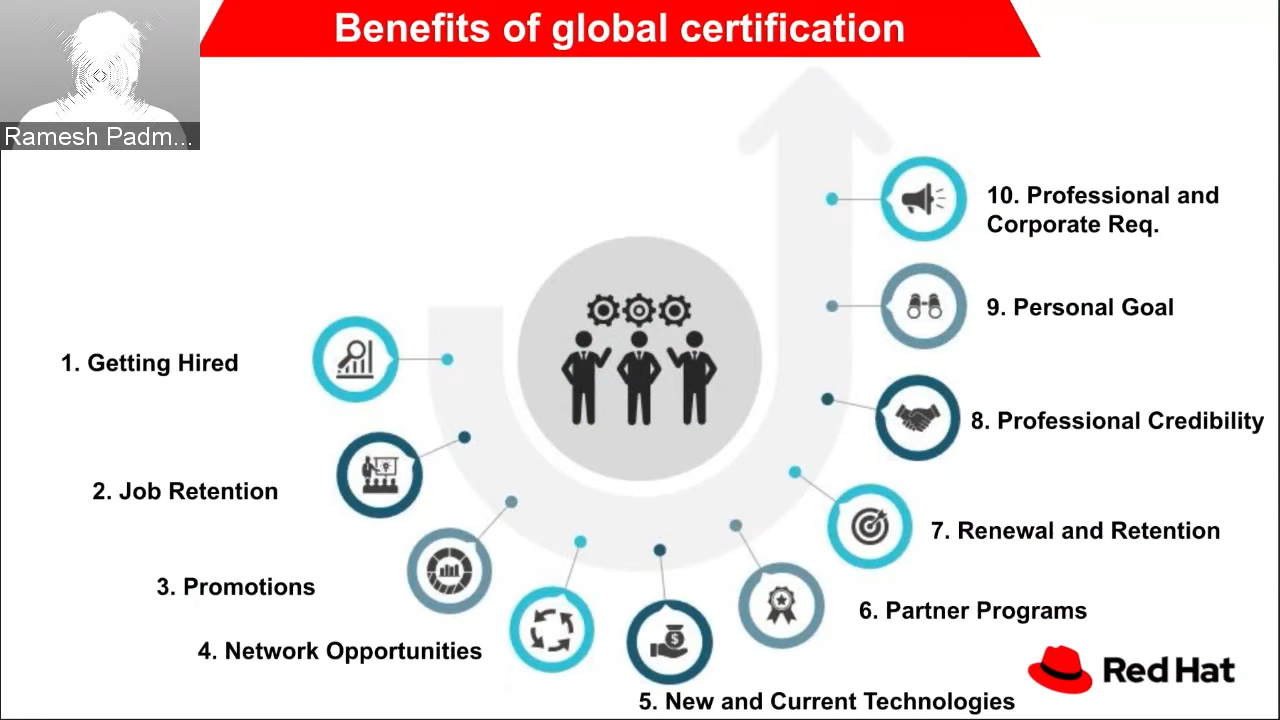 Benefits of global certification
Ramesh Padm...
1. Getting Hired
2. Job Retention
3. Promotions
4. Network Opportunities
5. New and Current Technologies
6. Partner Programs
7. Renewal and Retention
8. Professional Credibility
9. Personal Goal
10. Professional and
Corporate Req.
$
Red Hat